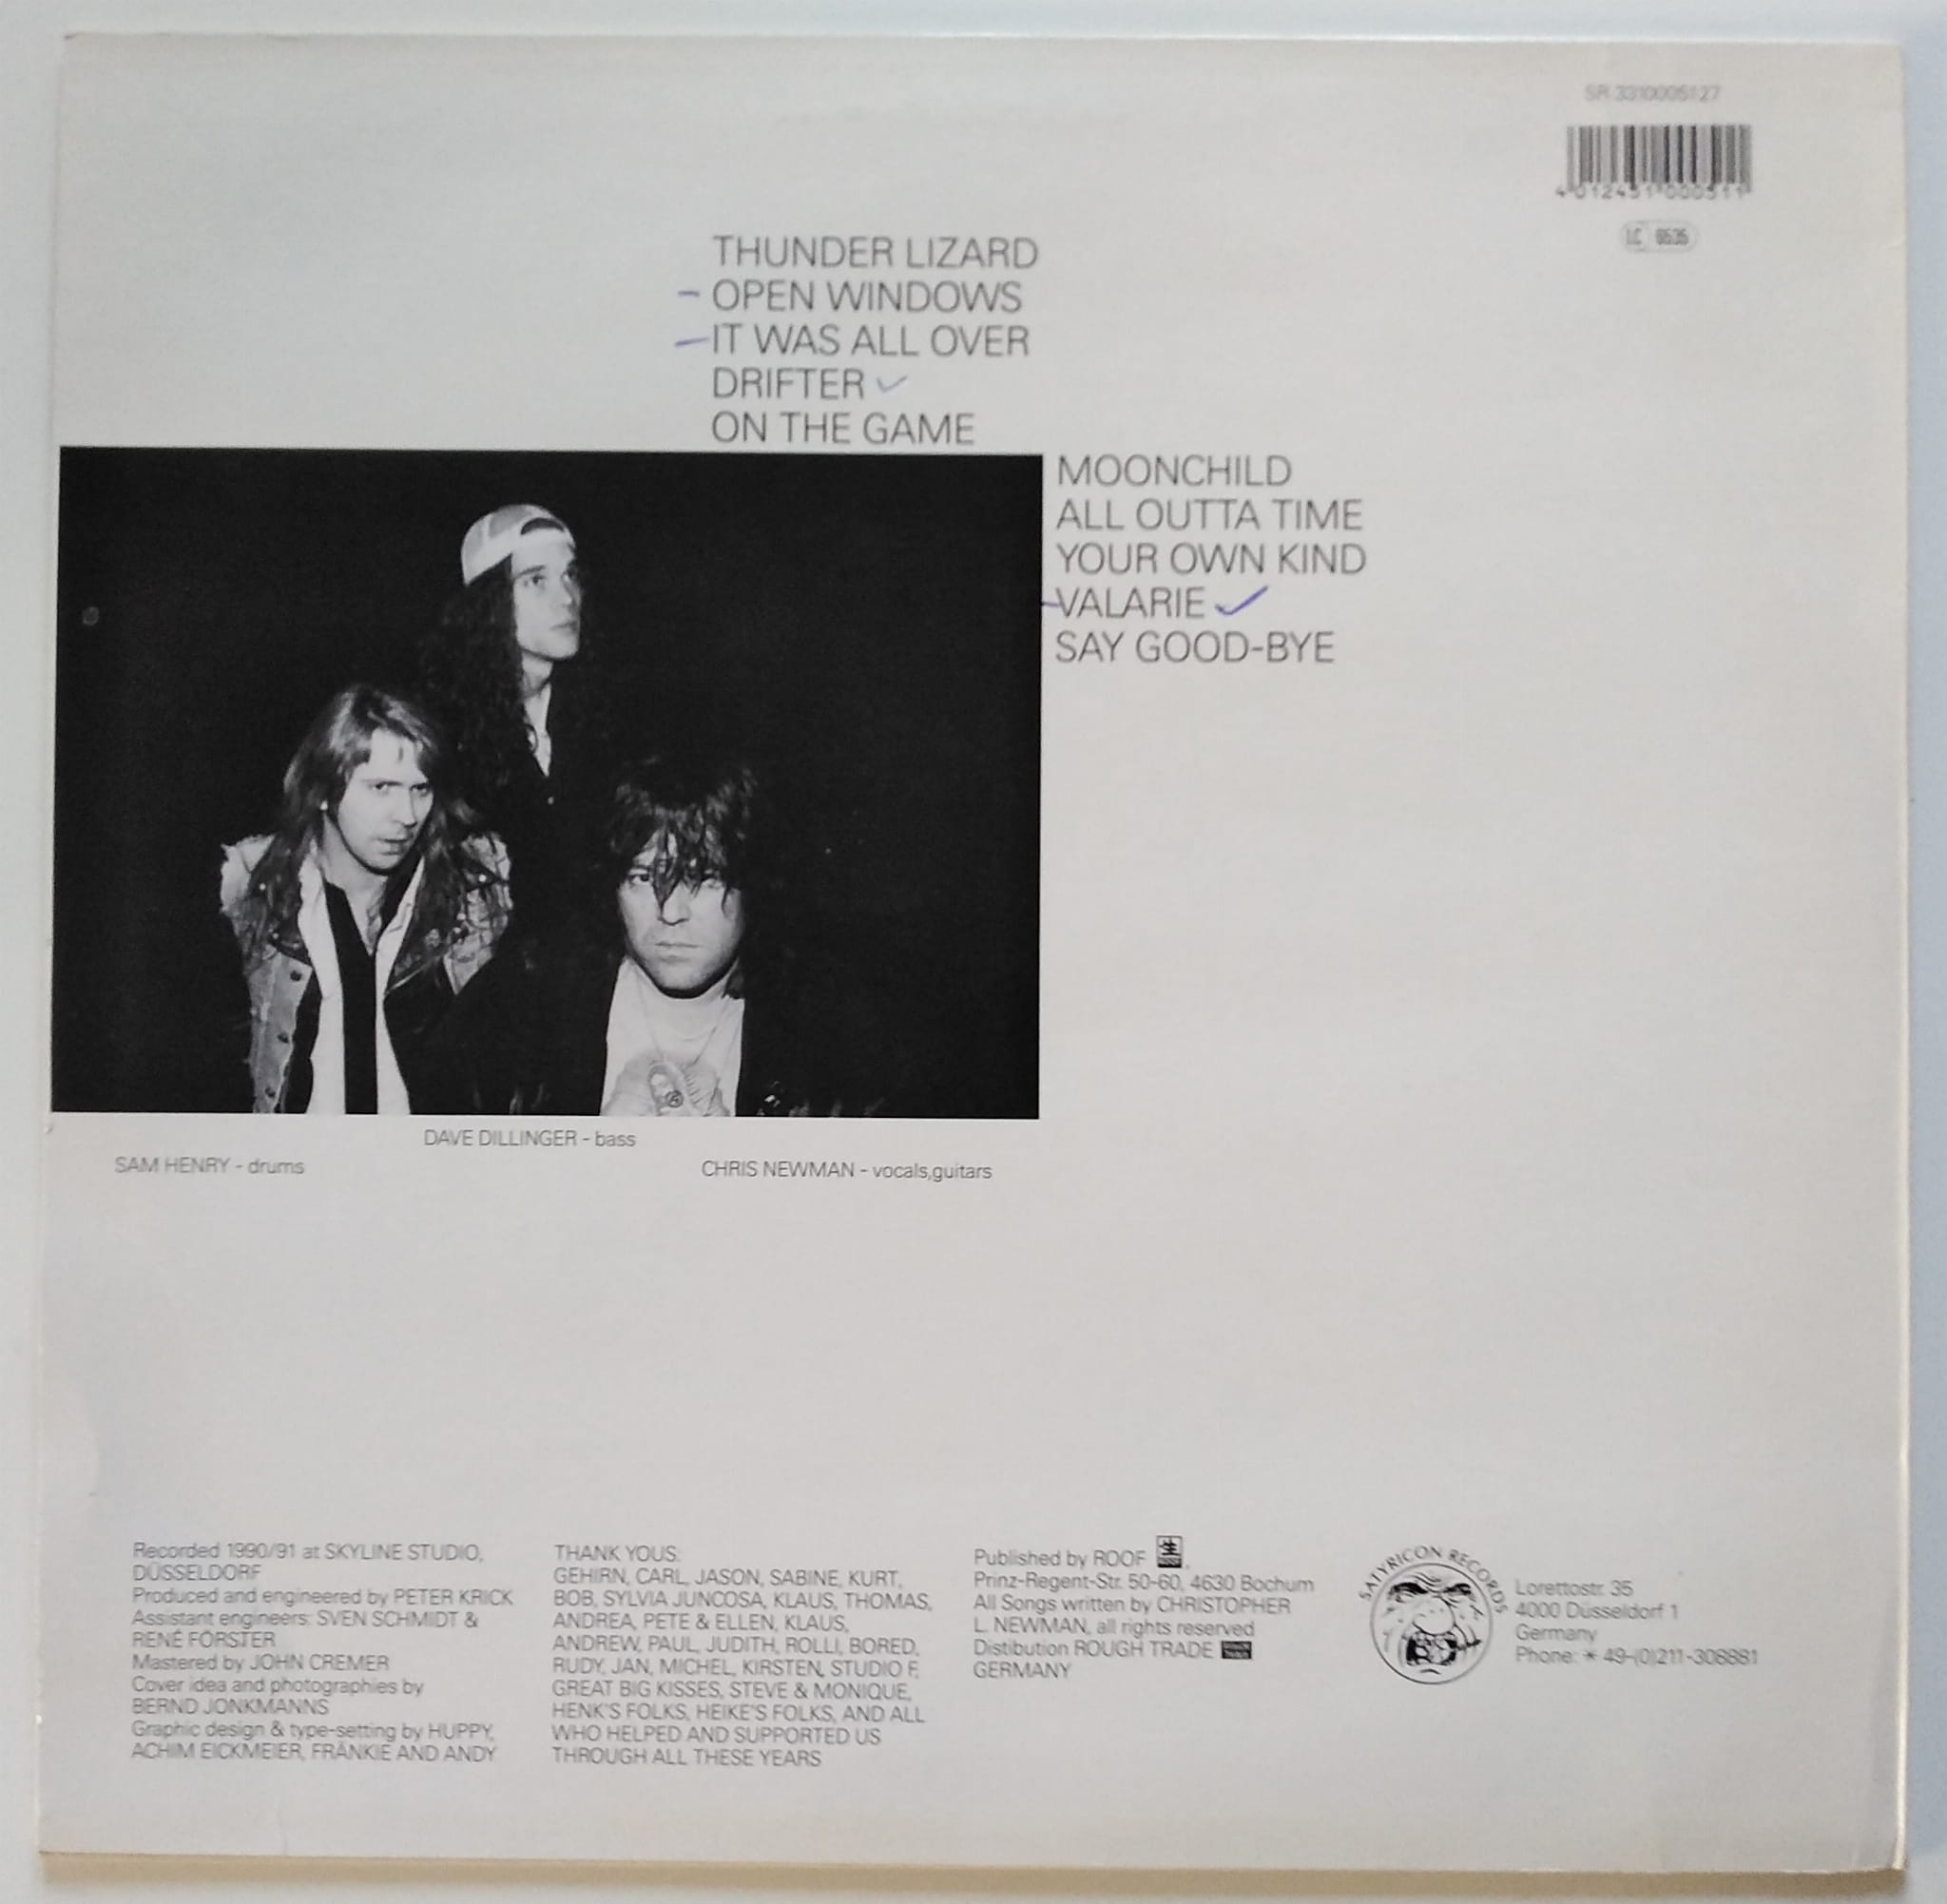 SR 3310005127
4 012451 000511
LC 6535
THUNDER LIZARD
OPEN WINDOWS
IT WAS ALL OVER
DRIFTER
ON THE GAME
MOONCHILD
ALL OUTTA TIME
YOUR OWN KIND
VALARIE
SAY GOOD-BYE
DAVE DILLINGER - bass
SAM HENRY - drums
CHRIS NEWMAN - vocals,guitars
Recorded 1990/91 at SKYLINE STUDIO,
DÜSSELDORF
Produced and engineered by PETER KRICK
Assistant engineers: SVEN SCHMIDT &
RENÉ FÖRSTER
Mastered by JOHN CREMER
Cover idea and photographies by
BERND JONKMANNS
Graphic design & type-setting by HUPPY,
ACHIM EICKMEIER, FRÄNKIE AND ANDY
THANK YOUS:
GEHIRN, CARL, JASON, SABINE, KURT,
BOB, SYLVIA JUNCOSA, KLAUS, THOMAS,
ANDREA, PETE & ELLEN, KLAUS,
ANDREW, PAUL, JUDITH, ROLLI, BORED,
RUDY, JAN, MICHEL, KIRSTEN, STUDIO F,
GREAT BIG KISSES, STEVE & MONIQUE,
HENK'S FOLKS, HEIKE'S FOLKS, AND ALL
WHO HELPED AND SUPPORTED US
THROUGH ALL THESE YEARS
Published by ROOF 生
Prinz-Regent-Str. 50-60, 4630 Bochum
All Songs written by CHRISTOPHER
L. NEWMAN, all rights reserved
Distibution ROUGH TRADE
GERMANY
SATYRICON RECORDS
Lorettostr. 35
4000 Düsseldorf 1
Germany
Phone: * 49-(0)211-308881